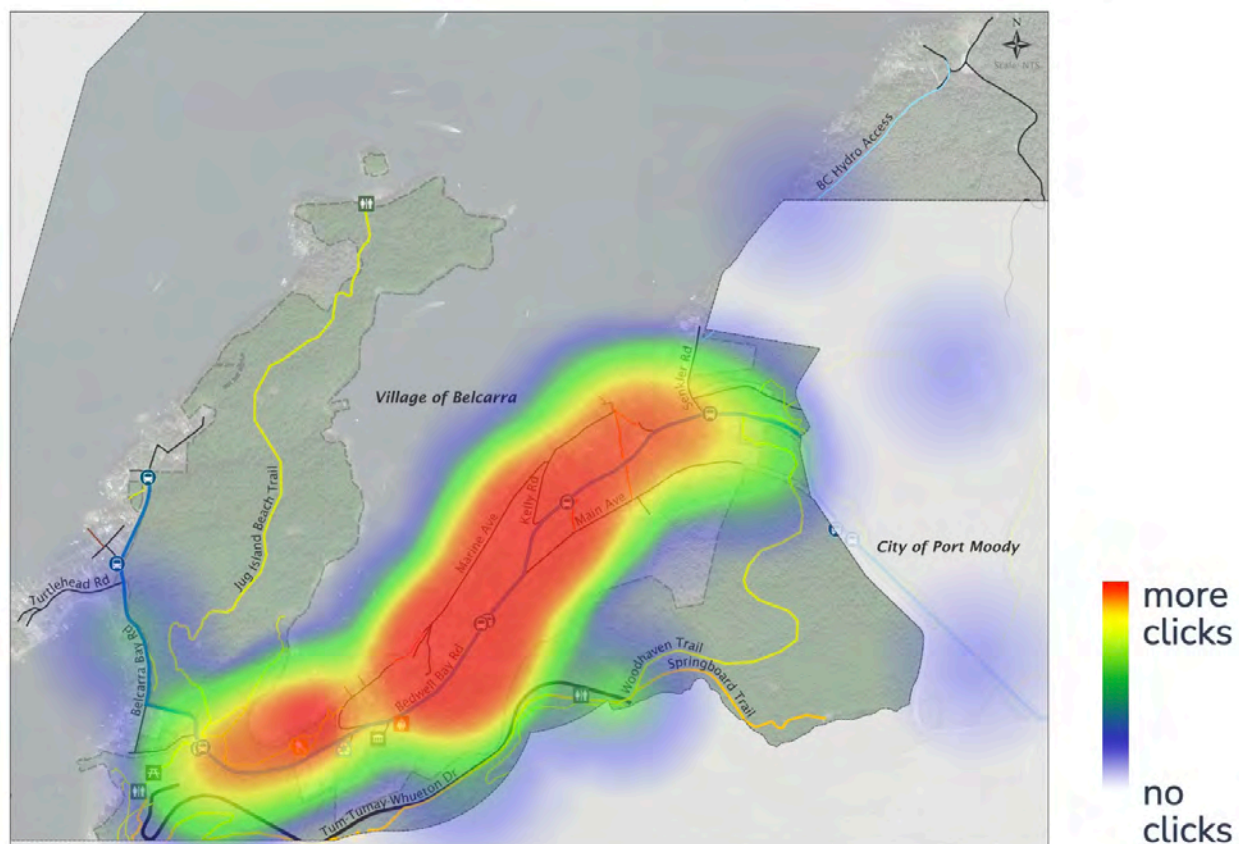 N
Scale: NTS
BC Hydro Access
Village of Belcarra
Senkler Rd
Jug Island Beach Trail
Kelly Rd
Main Ave
Marine Ave
City of Port Moody
Turtlehead Rd
Belcarra Bay Rd
Bedwell Bay Rd
Woodhaven Trail
Springboard Trail
Tum-Tumay-Whueton Dr
more
clicks
no
clicks